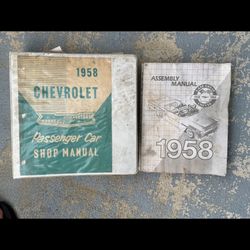 1958
CHEVROLET
Passenger Car
SHOP MANUAL
ASSEMBLY
MANUAL
1958